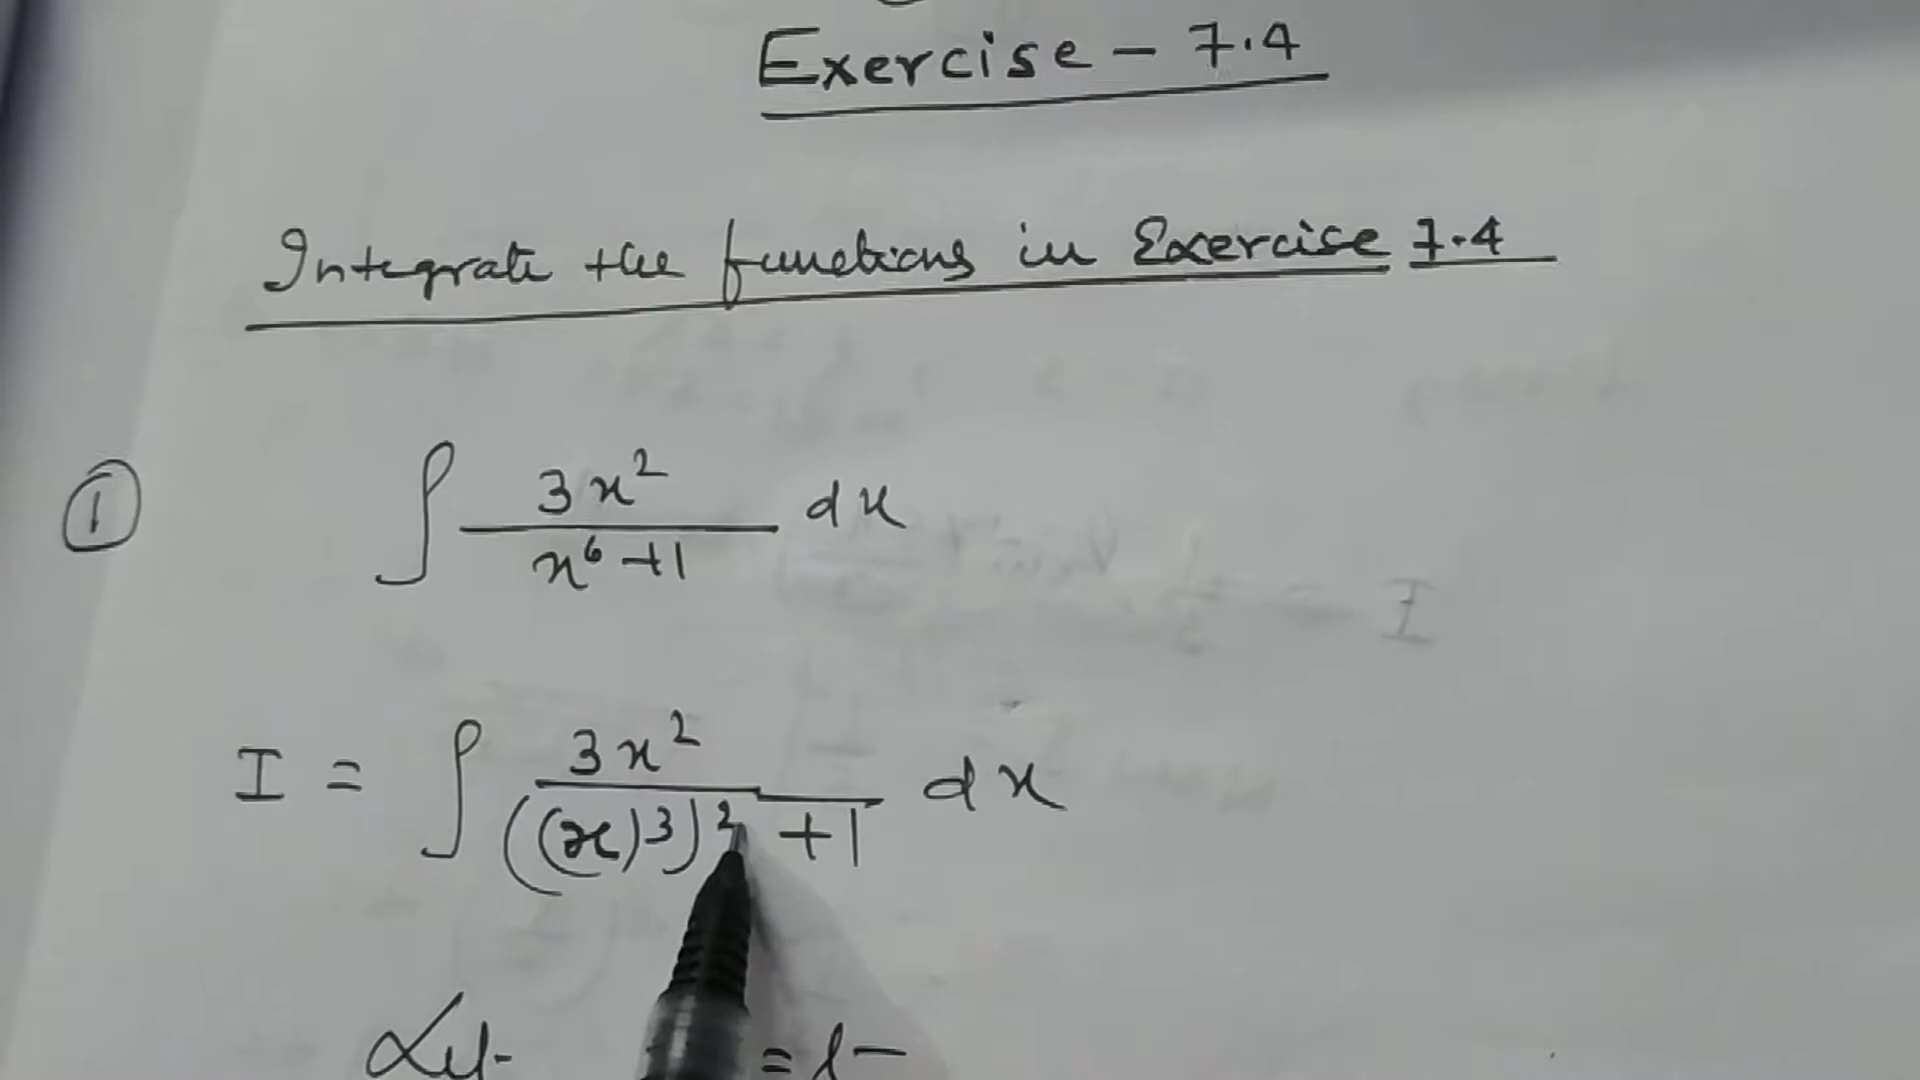 Exercise - 7.4
Integrate the functions in Exercise 7.4
① ∫ 3x² / x⁶ + 1 dx
I = ∫ 3x² / ((x)³)² + 1 dx
Let = t